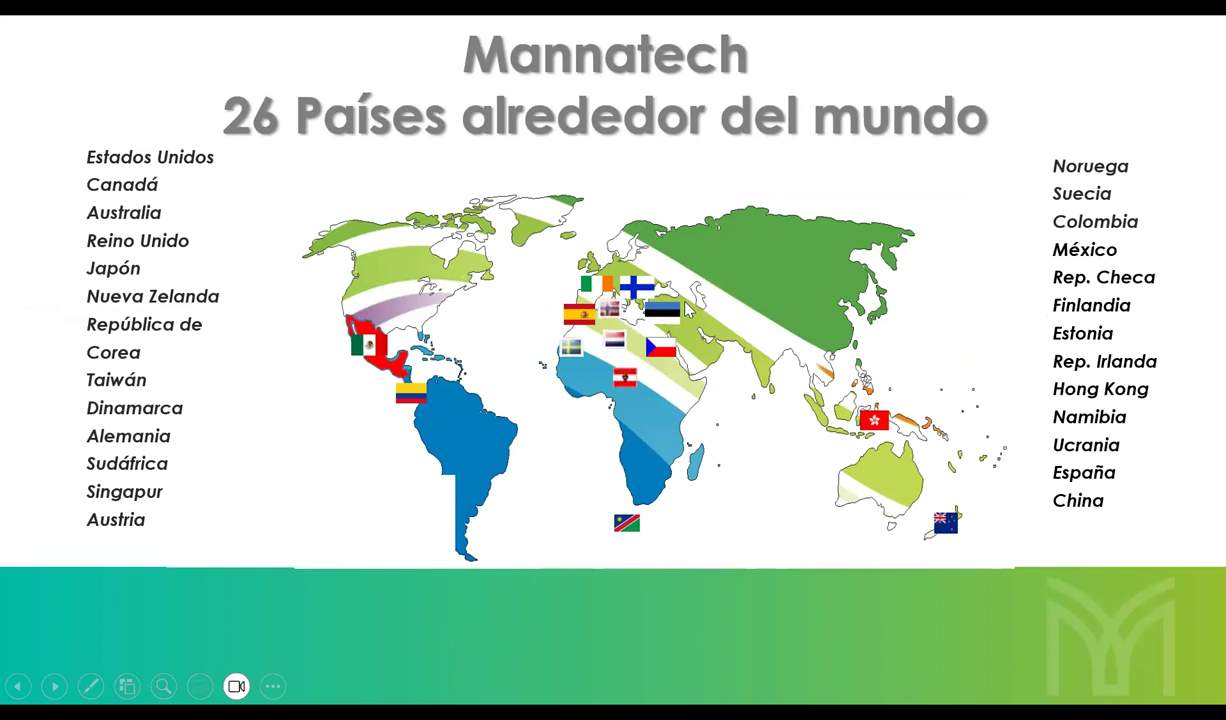 Mannatech
26 Países alrededor del mundo
Estados Unidos
Canadá
Australia
Reino Unido
Japón
Nueva Zelanda
República de
Corea
Taiwán
Dinamarca
Alemania
Sudáfrica
Singapur
Austria
Noruega
Suecia
Colombia
México
Rep. Checa
Finlandia
Estonia
Rep. Irlanda
Hong Kong
Namibia
Ucrania
España
China